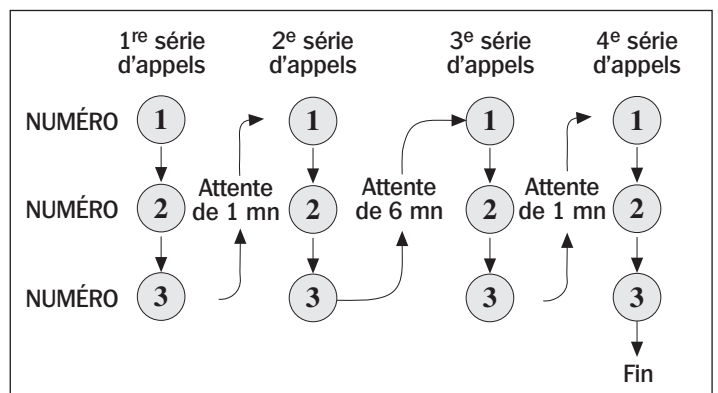 1re série d'appels
2e série d'appels
3e série d'appels
4e série d'appels
NUMÉRO 1 1 1 1
Attente de 1 mn
Attente de 6 mn
Attente de 1 mn
NUMÉRO 2 2 2 2
NUMÉRO 3 3 3 3
Fin